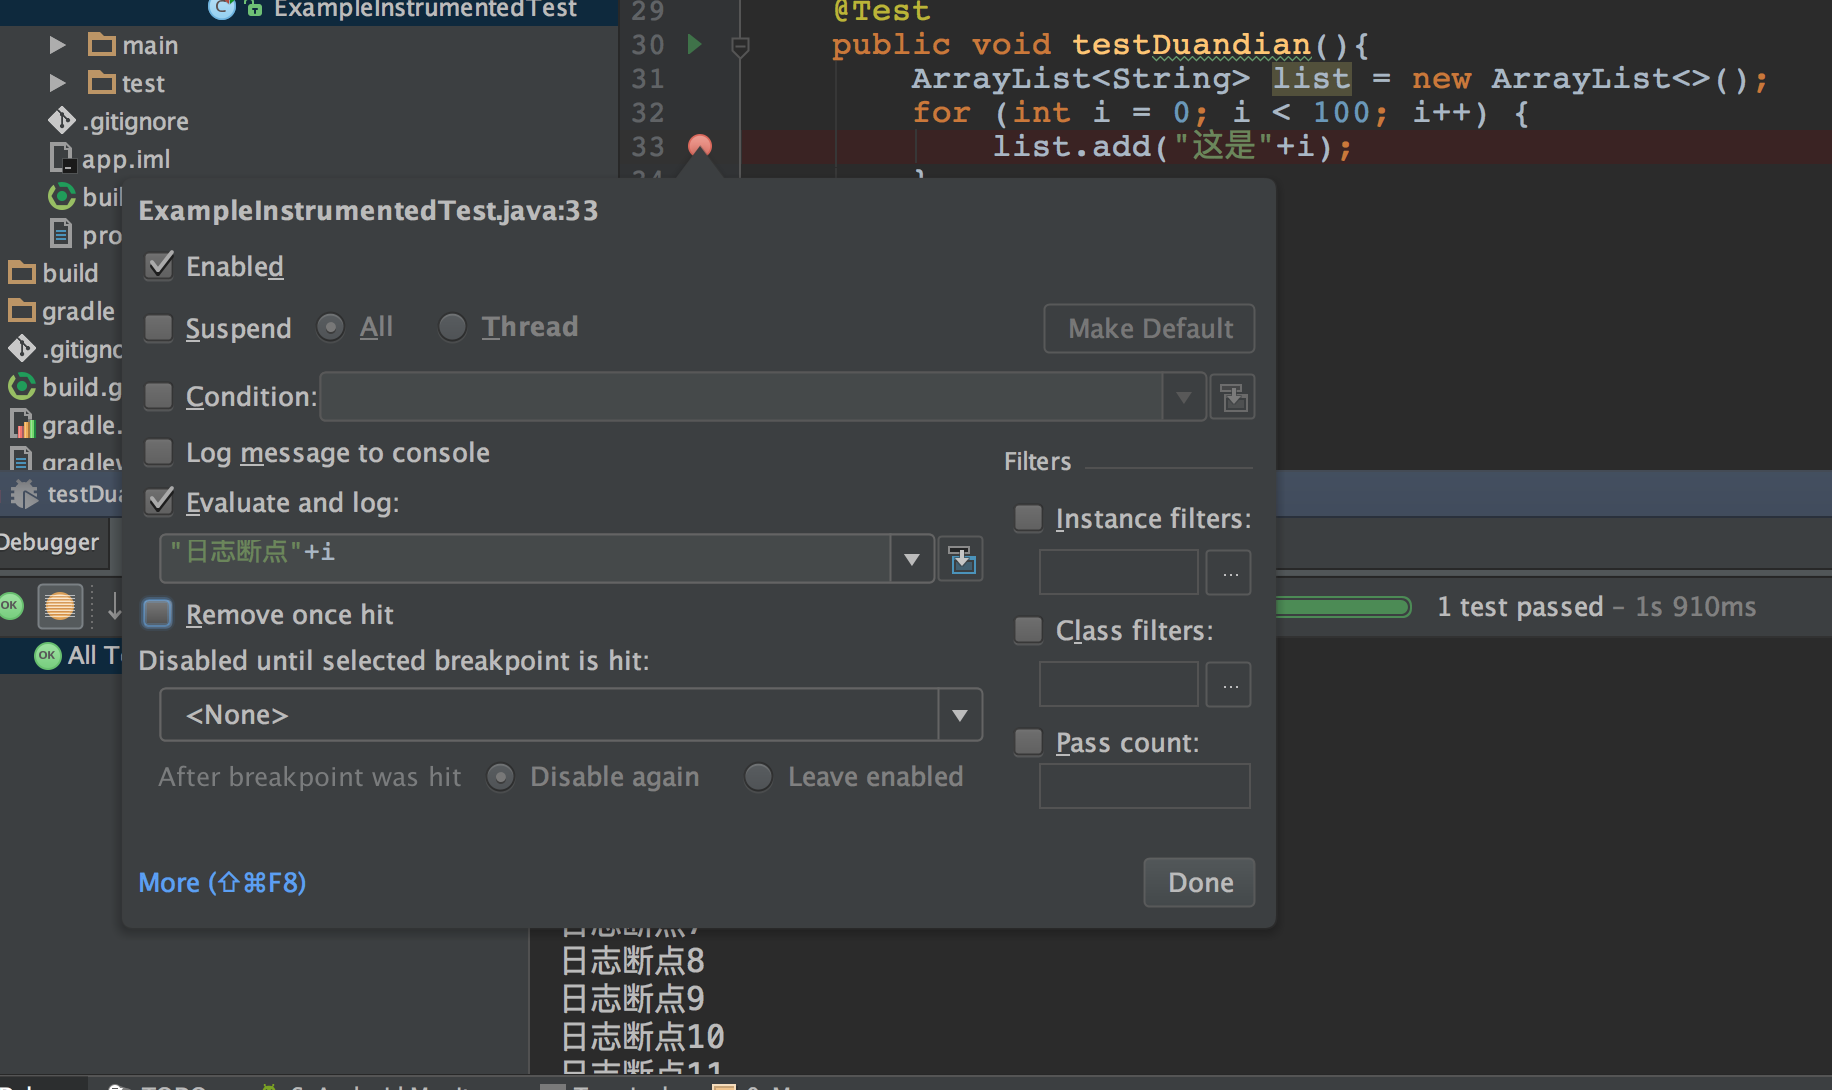 ExampleInstrumentedTest
main
test
.gitignore
app.iml
buil
pro
build
gradle
.gitigno
build.g
gradle.
gradlev
testDua
29 @Test
30 public void testDuandian(){
31 ArrayList<String> list = new ArrayList<>();
32 for (int i = 0; i < 100; i++) {
33 list.add("这是"+i);
34 }
ExampleInstrumentedTest.java:33
Enabled
Suspend All Thread Make Default
Condition:
Log message to console
Filters
Evaluate and log:
Instance filters:
"日志断点"+i
...
Remove once hit
Class filters:
Disabled until selected breakpoint is hit:
...
<None>
Pass count:
After breakpoint was hit Disable again Leave enabled
More (⇧⌘F8)
Done
Debugger
OK
OK All T
1 test passed – 1s 910ms
日志断点7
日志断点8
日志断点9
日志断点10
日志断点11